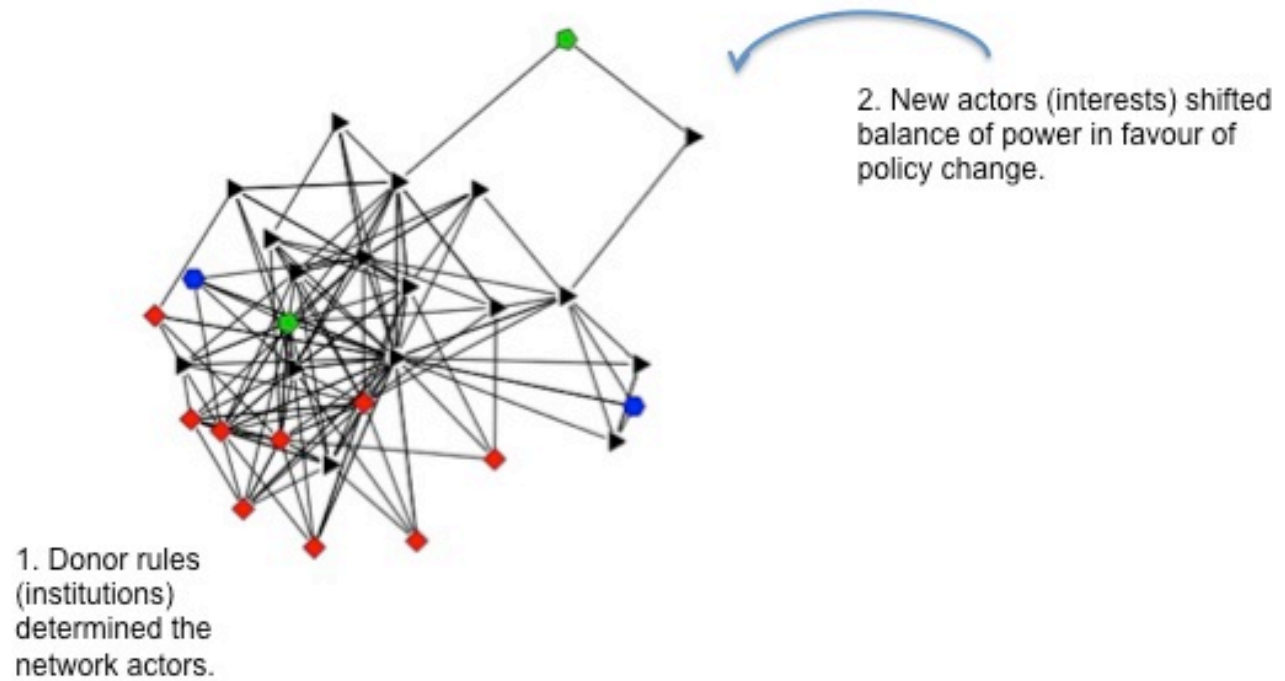 2. New actors (interests) shifted
balance of power in favour of
policy change.
1. Donor rules
(institutions)
determined the
network actors.